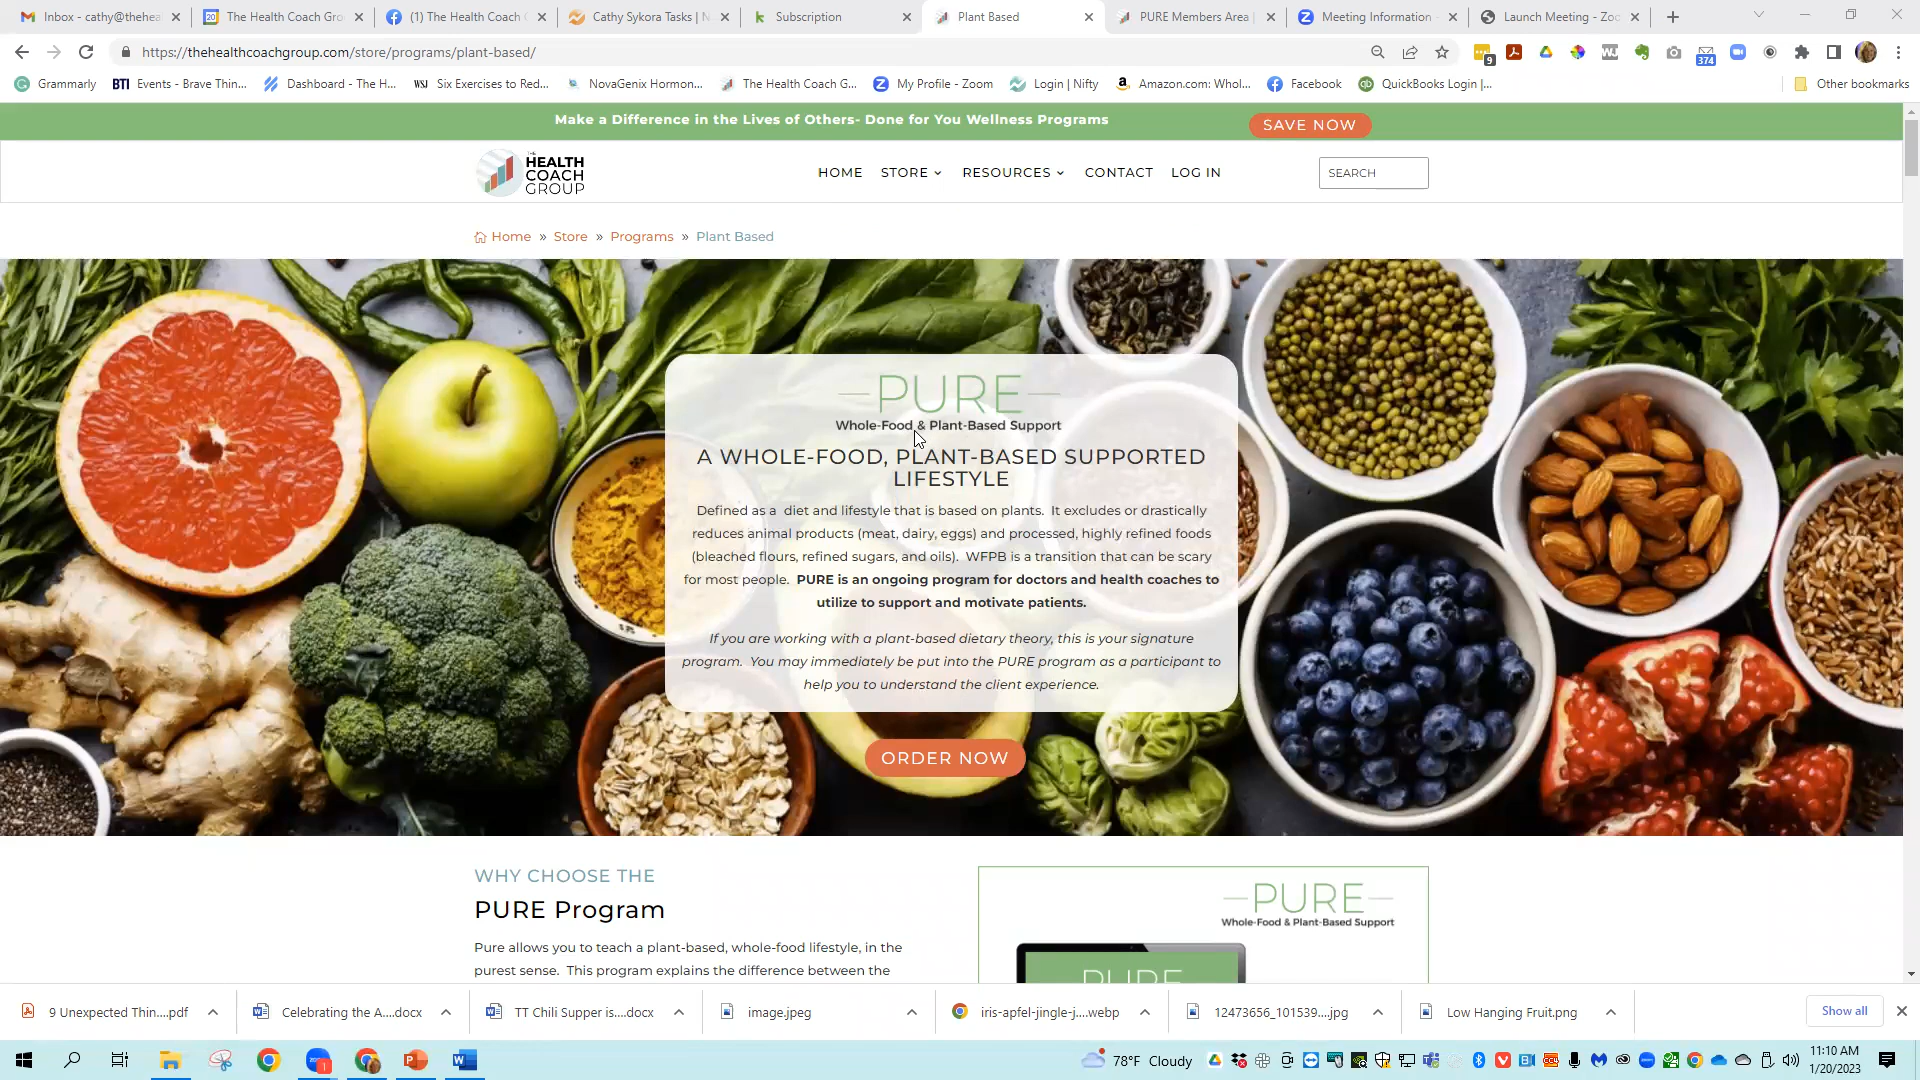 Inbox - cathy@thehea
The Health Coach Gro
(1) The Health Coach
Cathy Sykora Tasks | N
Subscription
Plant Based
PURE Members Area |
Meeting Information -
Launch Meeting - Zoo
https://thehealthcoachgroup.com/store/programs/plant-based/
9
374
Grammarly
BTI Events - Brave Thin...
Dashboard - The H...
WSJ Six Exercises to Red...
NovaGenix Hormon...
The Health Coach G...
My Profile - Zoom
Login | Nifty
Amazon.com: Whol...
Facebook
QuickBooks Login |...
Other bookmarks
Make a Difference in the Lives of Others- Done for You Wellness Programs
SAVE NOW
THE
HEALTH
COACH
GROUP
HOME
STORE
RESOURCES
CONTACT
LOG IN
SEARCH
Home » Store » Programs » Plant Based
PURE
Whole-Food & Plant-Based Support
A WHOLE-FOOD, PLANT-BASED SUPPORTED
LIFESTYLE
Defined as a diet and lifestyle that is based on plants. It excludes or drastically
reduces animal products (meat, dairy, eggs) and processed, highly refined foods
(bleached flours, refined sugars, and oils). WFPB is a transition that can be scary
for most people. PURE is an ongoing program for doctors and health coaches to
utilize to support and motivate patients.
If you are working with a plant-based dietary theory, this is your signature
program. You may immediately be put into the PURE program as a participant to
help you to understand the client experience.
ORDER NOW
WHY CHOOSE THE
PURE Program
Pure allows you to teach a plant-based, whole-food lifestyle, in the
purest sense. This program explains the difference between the
PURE
Whole-Food & Plant-Based Support
PURE
9 Unexpected Thin....pdf
Celebrating the A....docx
TT Chili Supper is....docx
image.jpeg
iris-apfel-jingle-j....webp
12473656_101539....jpg
Low Hanging Fruit.png
Show all
78°F Cloudy
11:10 AM
1/20/2023